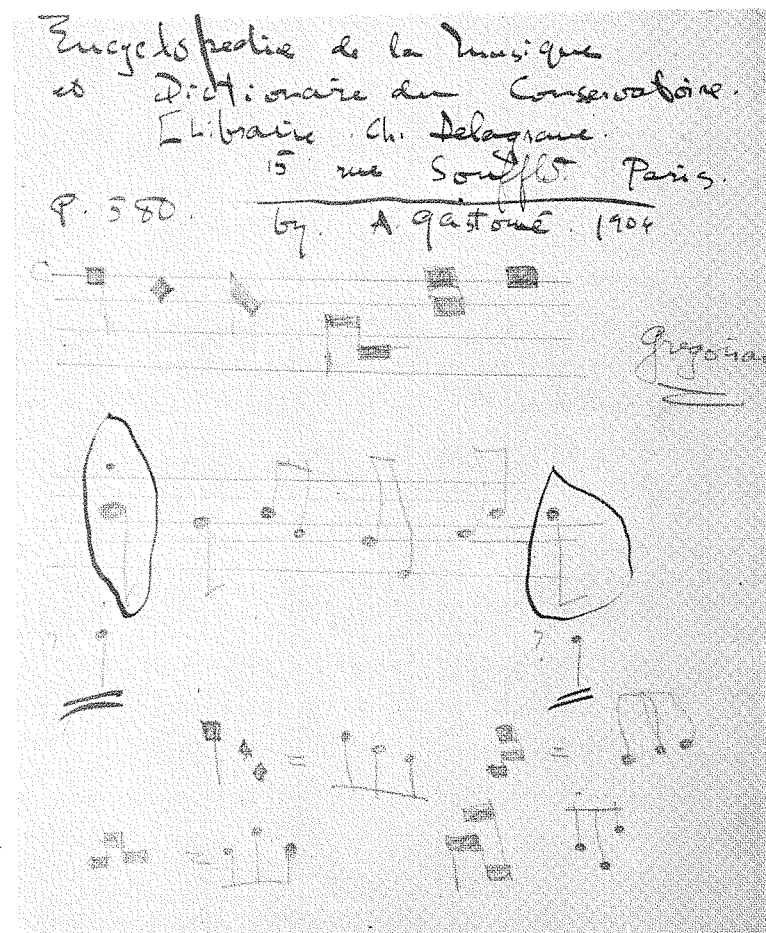 Encyclopedie de la Musique
et Dictionaire du Conservatoire.
[Libraire Ch. Delagrave.
15 rue Soufflot Paris.
P. 580 by. A Gastoué. 1904
Gregorian
?
?
=
=
=